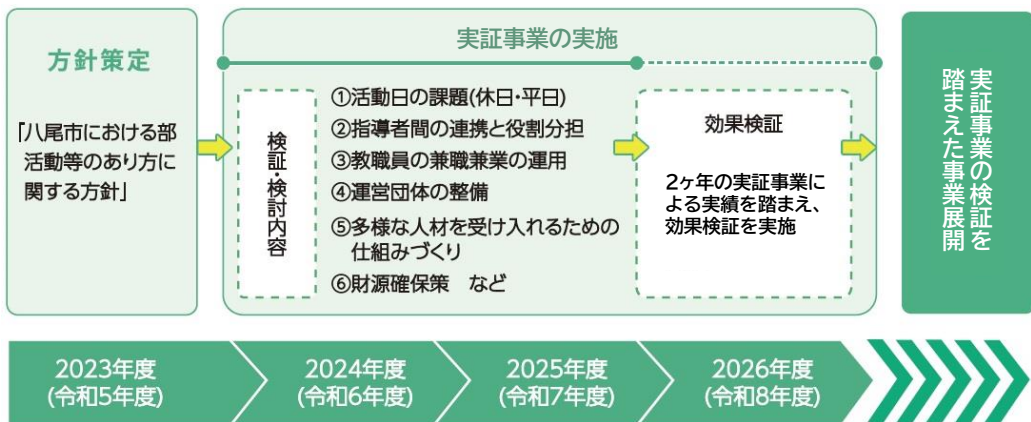 方針策定
「八尾市における部
活動等のあり方に
関する方針」
実証事業の実施
検証・検討内容
①活動日の課題(休日・平日)
②指導者間の連携と役割分担
③教職員の兼職兼業の運用
④運営団体の整備
⑤多様な人材を受け入れるための
仕組みづくり
⑥財源確保策　など
効果検証
2ヶ年の実証事業に
よる実績を踏まえ、
効果検証を実施
実証事業の検証を
踏まえた事業展開
2023年度
(令和5年度)
2024年度
(令和6年度)
2025年度
(令和7年度)
2026年度
(令和8年度)